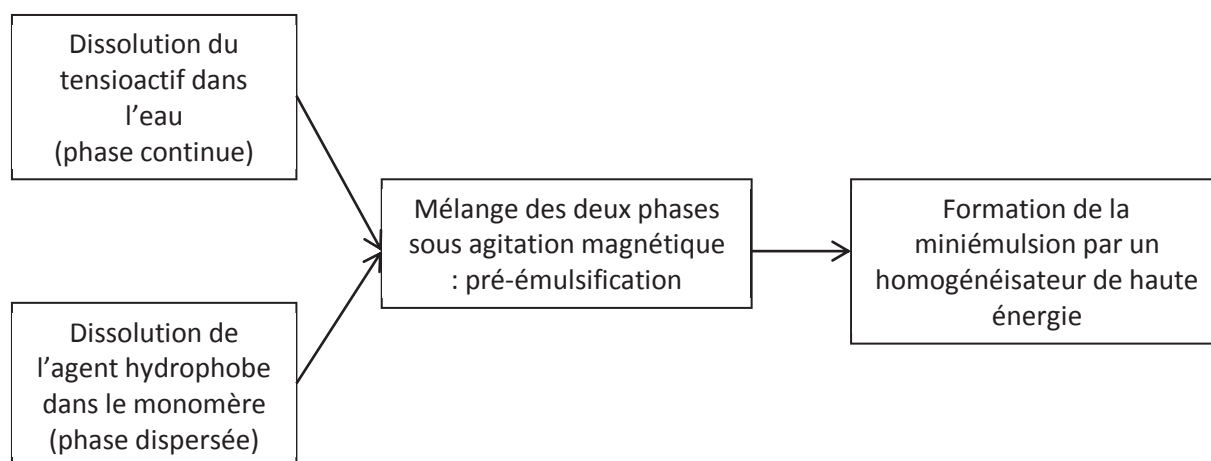 Dissolution du
tensioactif dans
l’eau
(phase continue)
Dissolution de
l’agent hydrophobe
dans le monomère
(phase dispersée)
Mélange des deux phases
sous agitation magnétique
: pré-émulsification
Formation de la
miniémulsion par un
homogénéisateur de haute
énergie